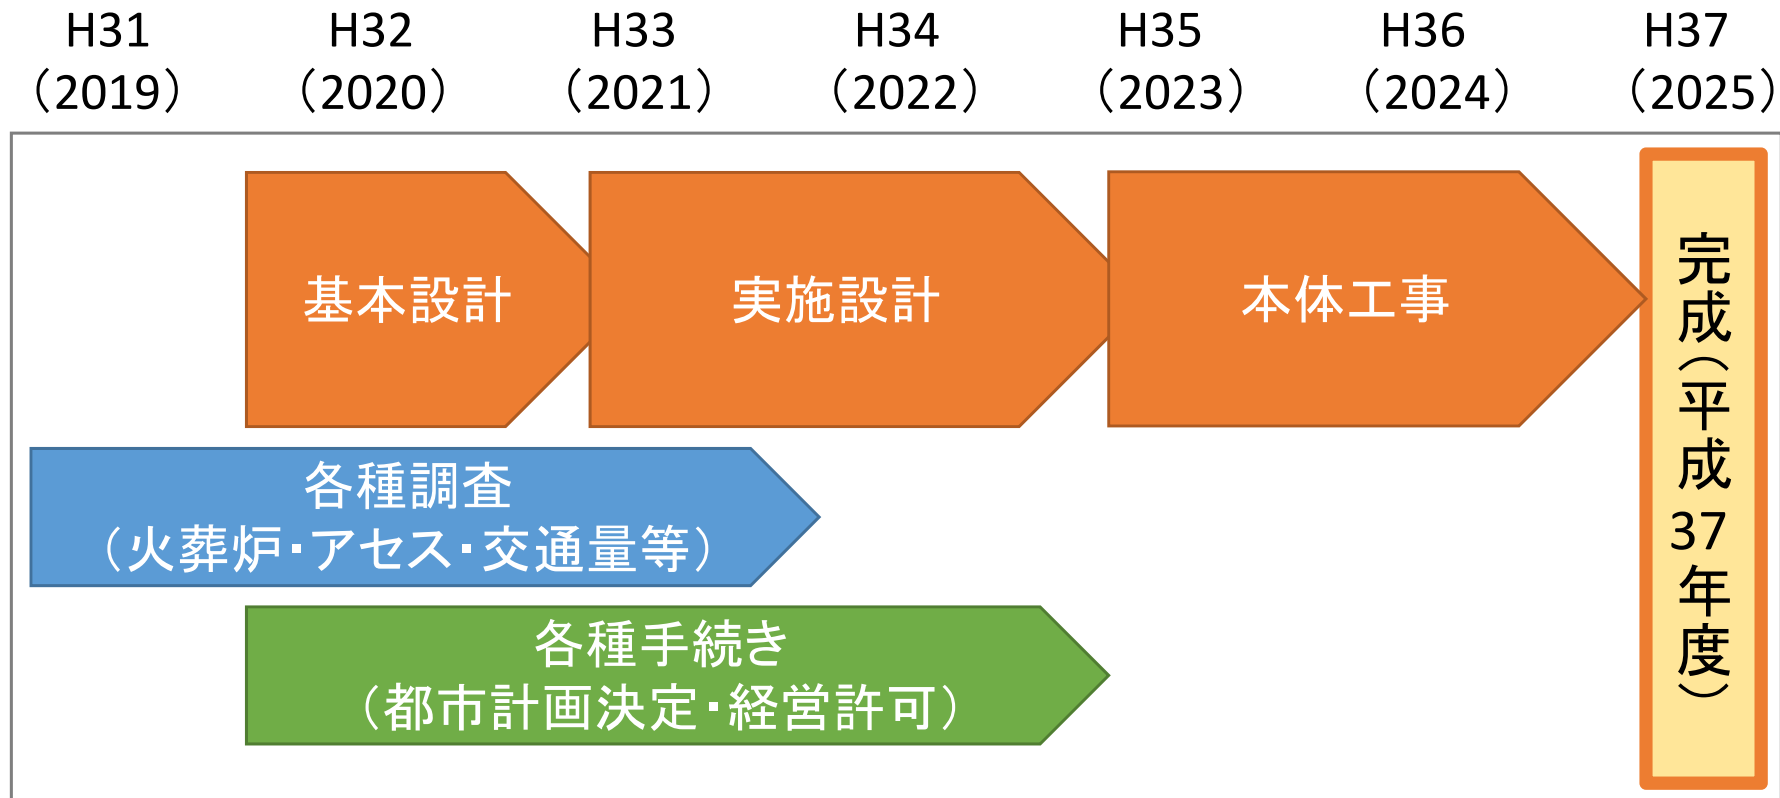 H31 H32 H33 H34 H35 H36 H37
（2019） （2020） （2021） （2022） （2023） （2024） （2025）
基本設計 実施設計 本体工事
各種調査
（火葬炉・アセス・交通量等）
各種手続き
（都市計画決定・経営許可）
完成（平成37年度）